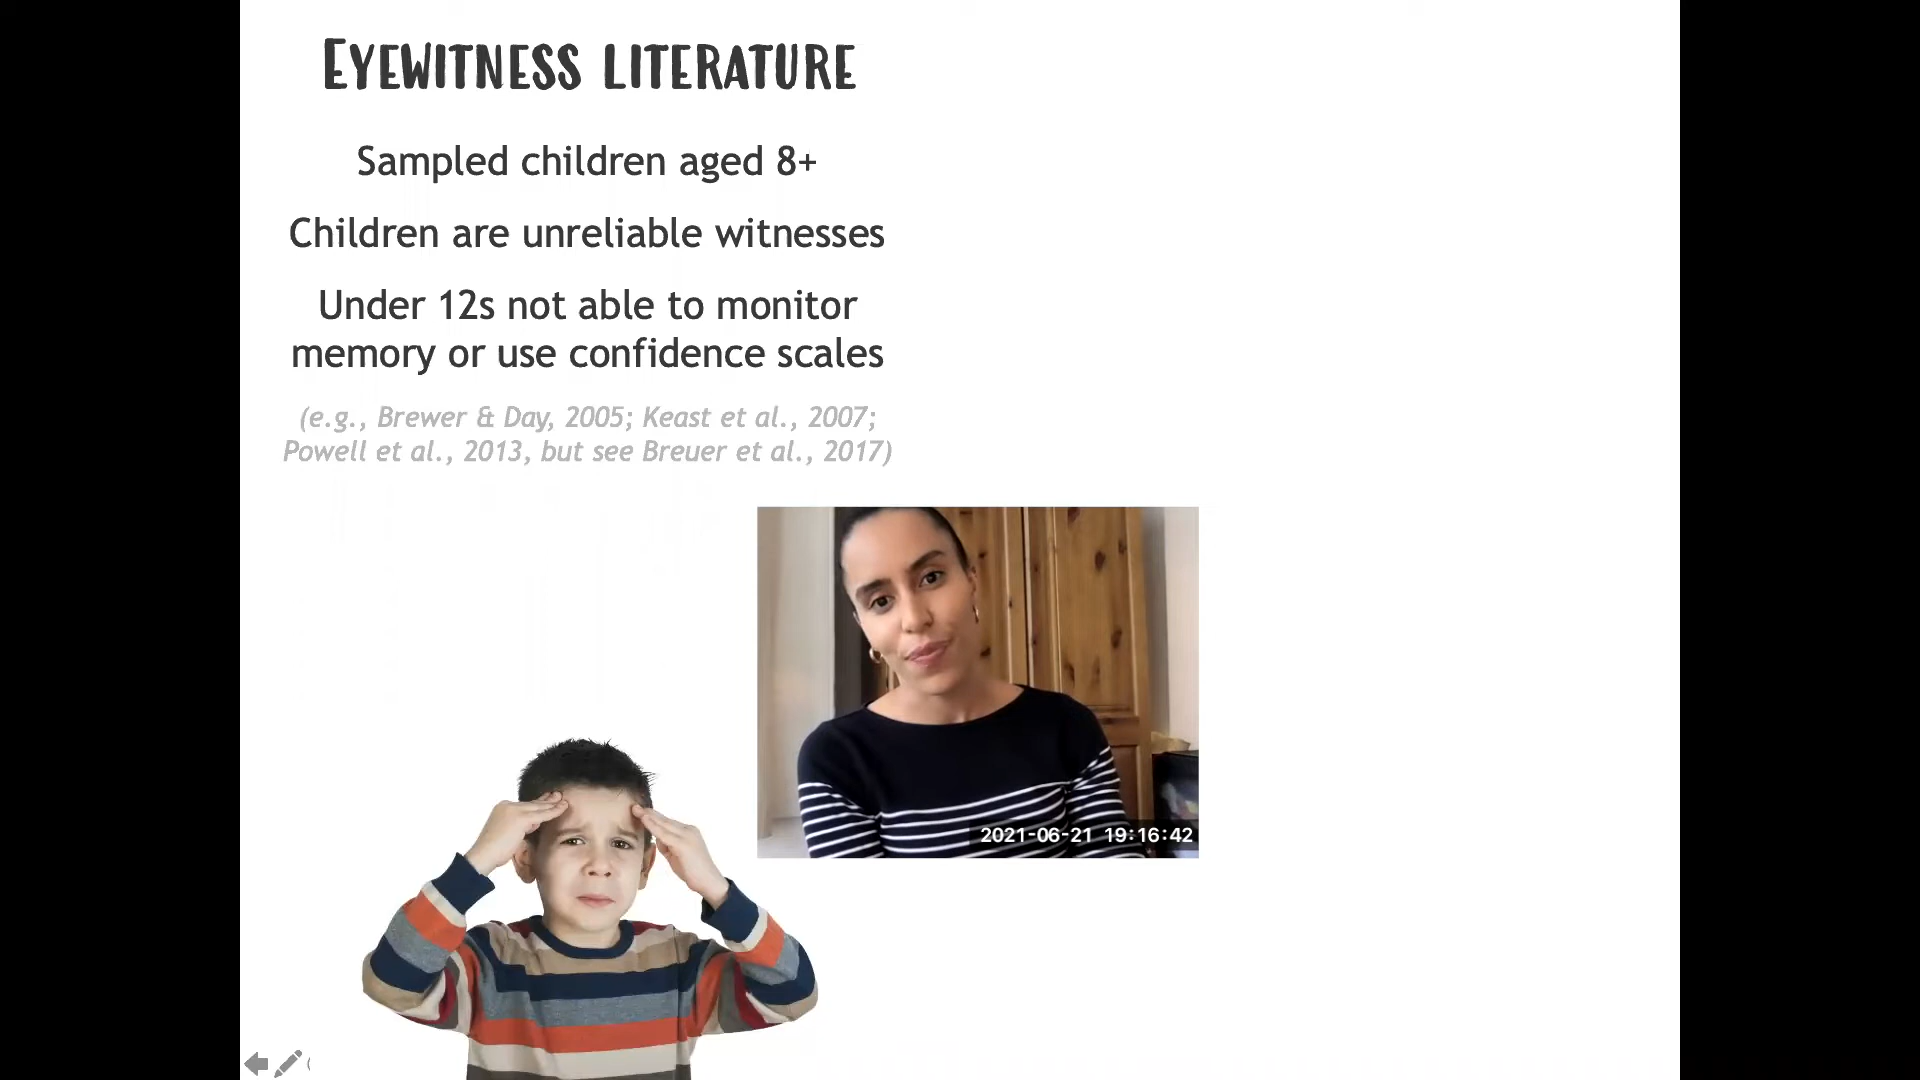 EYEWITNESS LITERATURE
Sampled children aged 8+
Children are unreliable witnesses
Under 12s not able to monitor
memory or use confidence scales
(e.g., Brewer & Day, 2005; Keast et al., 2007;
Powell et al., 2013, but see Breuer et al., 2017)
2021-06-21 19:16:42